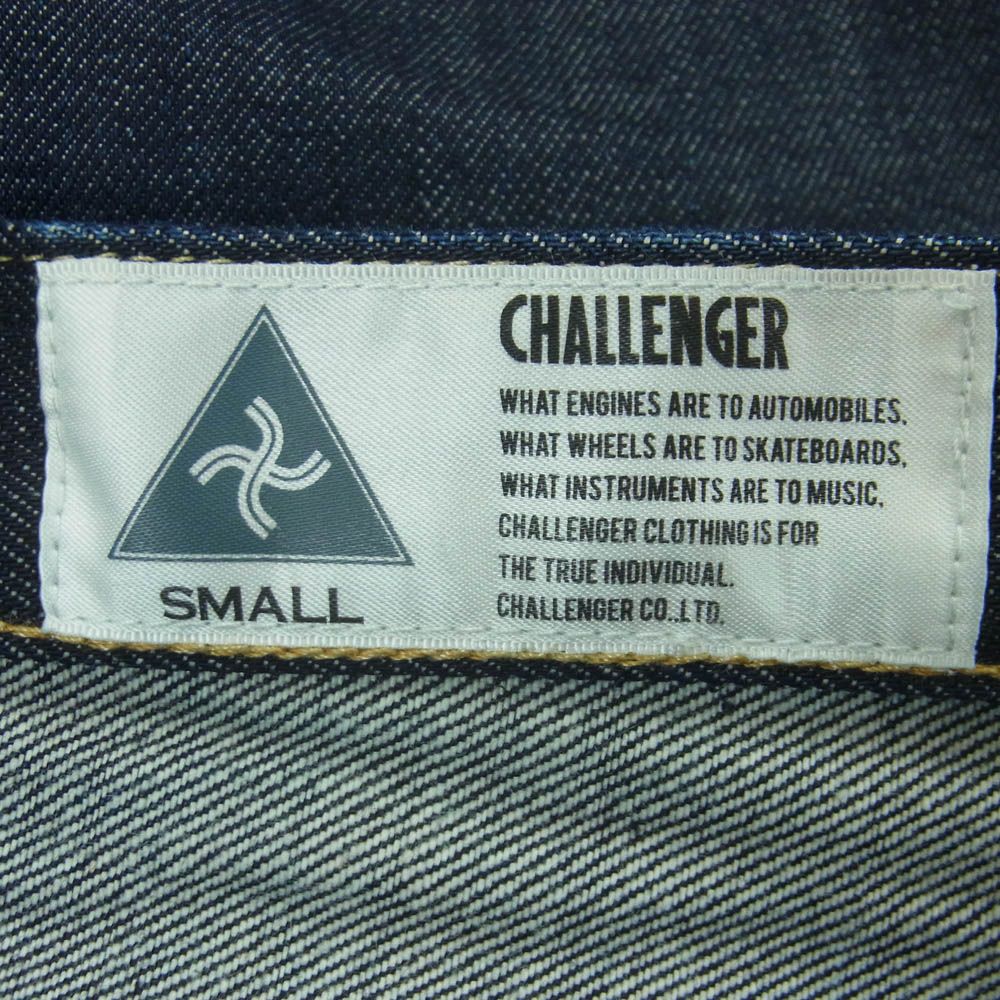 SMALL
CHALLENGER
WHAT ENGINES ARE TO AUTOMOBILES.
WHAT WHEELS ARE TO SKATEBOARDS.
WHAT INSTRUMENTS ARE TO MUSIC.
CHALLENGER CLOTHING IS FOR
THE TRUE INDIVIDUAL.
CHALLENGER CO.,LTD.